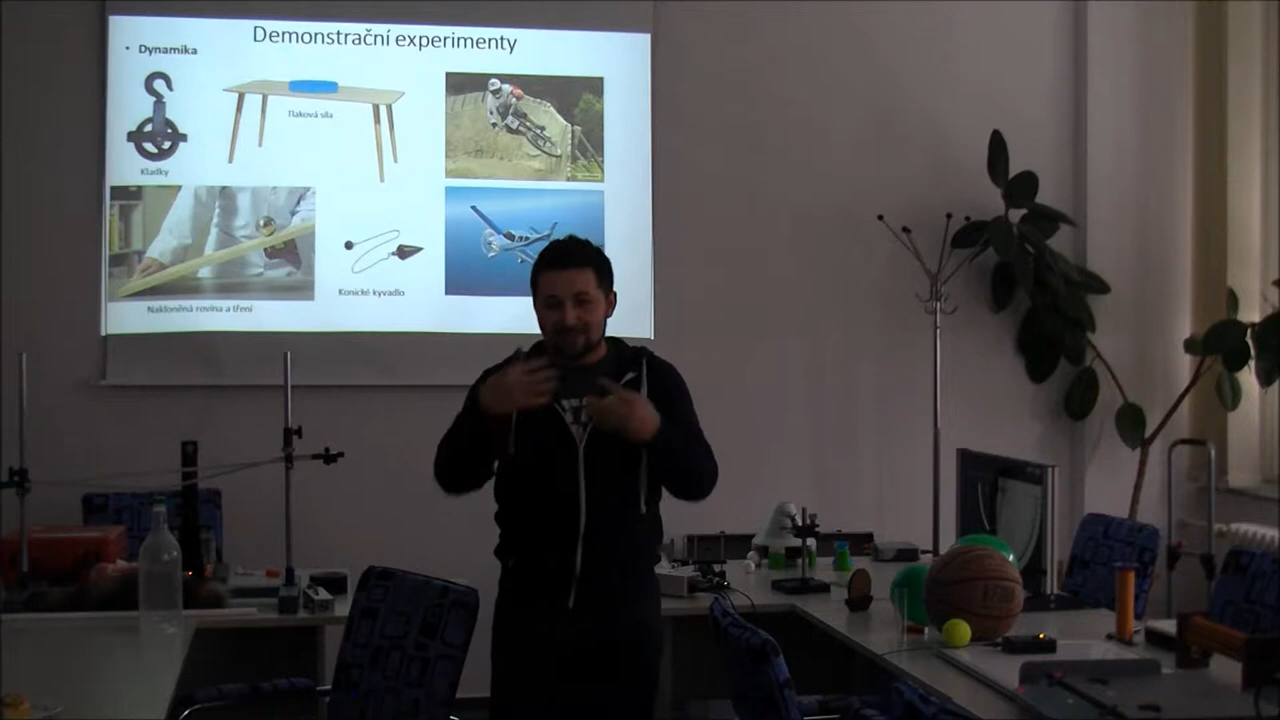 Demonstrační experimenty
• Dynamika
Tlaková síla
Kladky
Konické kyvadlo
Nakloněná rovina a tření